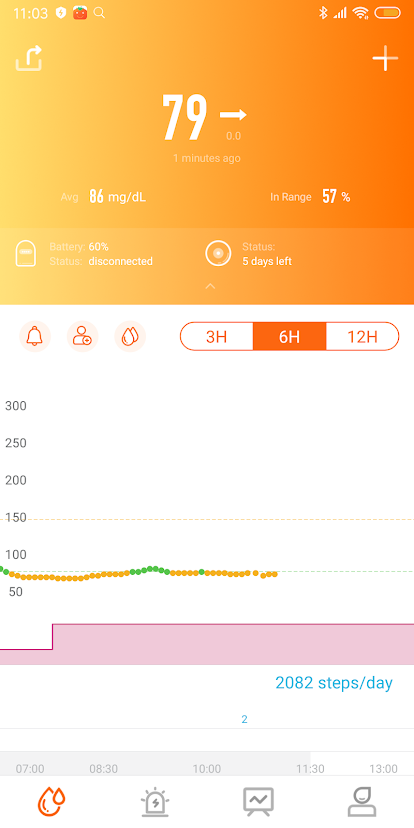 11:03
79
0.0
1 minutes ago
Avg 86 mg/dL In Range 57 %
Battery: 60% Status:
Status: disconnected 5 days left
3H 6H 12H
300
250
200
150
100
50
2082 steps/day
2
07:00 08:30 10:00 11:30 13:00